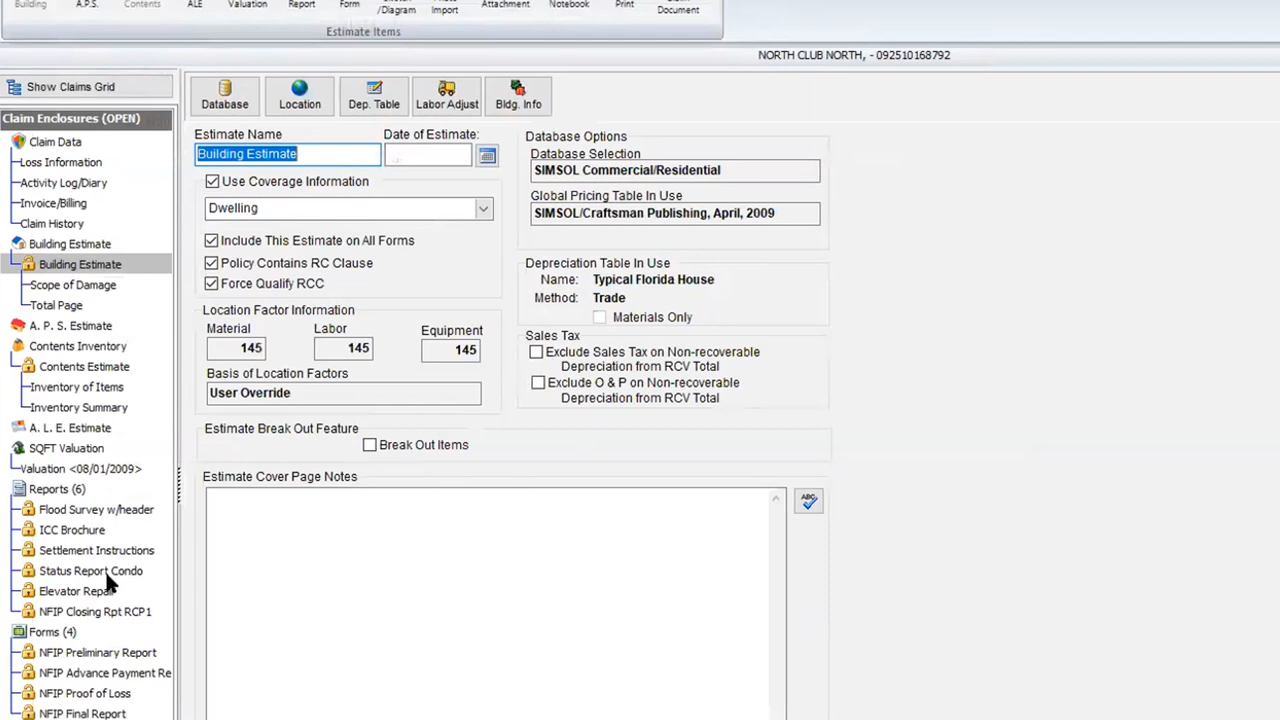 Building A.P.S. Contents ALE Valuation Report Form /Diagram Import Attachment Notebook Print Document
Estimate Items
NORTH CLUB NORTH, - 092510168792
Show Claims Grid
Claim Enclosures (OPEN)
Claim Data
Loss Information
Activity Log/Diary
Invoice/Billing
Claim History
Building Estimate
Building Estimate
Scope of Damage
Total Page
A. P. S. Estimate
Contents Inventory
Contents Estimate
Inventory of Items
Inventory Summary
A. L. E. Estimate
SQFT Valuation
Valuation <08/01/2009>
Reports (6)
Flood Survey w/header
ICC Brochure
Settlement Instructions
Status Report Condo
Elevator Repair
NFIP Closing Rpt RCP1
Forms (4)
NFIP Preliminary Report
NFIP Advance Payment Re
NFIP Proof of Loss
NFIP Final Report
Database Location Dep. Table Labor Adjust Bldg. Info
Estimate Name Date of Estimate:
Building Estimate
Use Coverage Information
Dwelling
Include This Estimate on All Forms
Policy Contains RC Clause
Force Qualify RCC
Location Factor Information
Material Labor Equipment
145 145 145
Basis of Location Factors
User Override
Database Options
Database Selection
SIMSOL Commercial/Residential
Global Pricing Table In Use
SIMSOL/Craftsman Publishing, April, 2009
Depreciation Table In Use
Name: Typical Florida House
Method: Trade
Materials Only
Sales Tax
Exclude Sales Tax on Non-recoverable
Depreciation from RCV Total
Exclude O & P on Non-recoverable
Depreciation from RCV Total
Estimate Break Out Feature
Break Out Items
Estimate Cover Page Notes
ABC